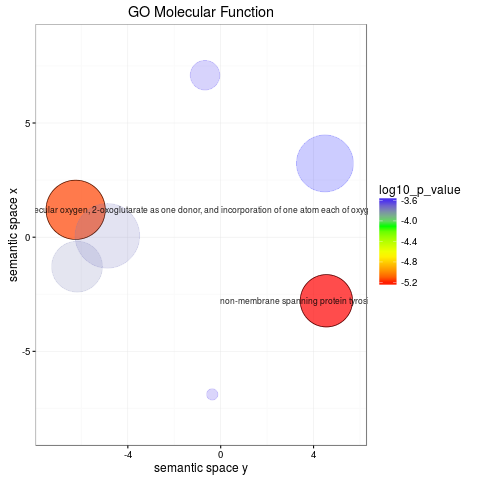 GO Molecular Function
5
0
-5
semantic space x
ecular oxygen, 2-oxoglutarate as one donor, and incorporation of one atom each of oxyg
non-membrane spanning protein tyrosi
-4
0
4
semantic space y
log10_p_value
-3.6
-4.0
-4.4
-4.8
-5.2